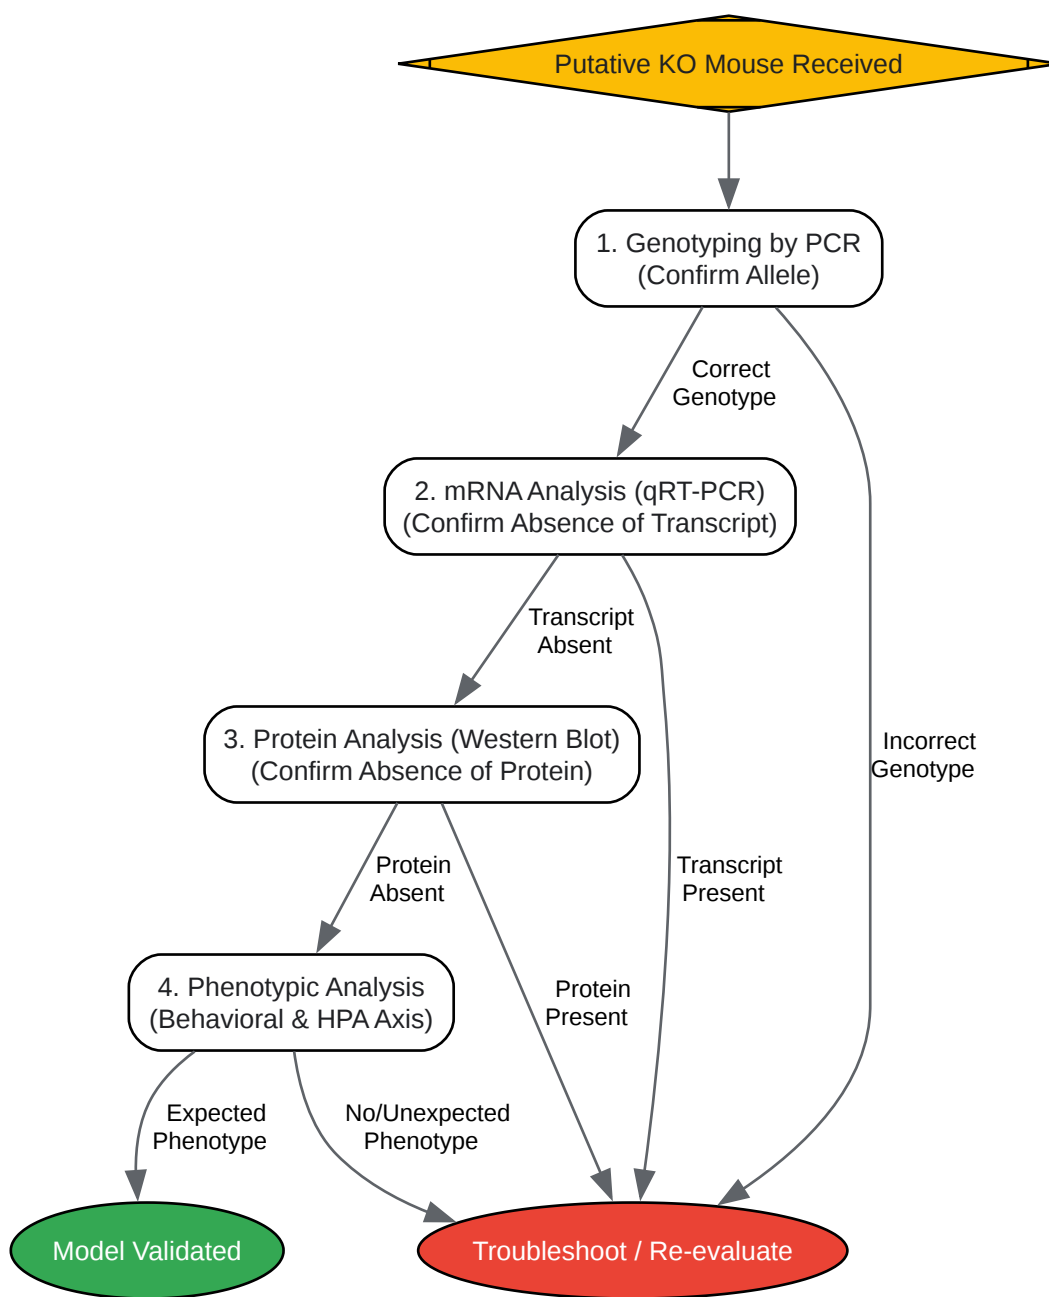 Putative KO Mouse Received
1. Genotyping by PCR
(Confirm Allele)
Correct
Genotype
2. mRNA Analysis (qRT-PCR)
(Confirm Absence of Transcript)
Transcript
Absent
3. Protein Analysis (Western Blot)
(Confirm Absence of Protein)
Incorrect
Genotype
Protein
Absent
Transcript
Present
4. Phenotypic Analysis
(Behavioral & HPA Axis)
Protein
Present
Expected
Phenotype
No/Unexpected
Phenotype
Model Validated
Troubleshoot / Re-evaluate